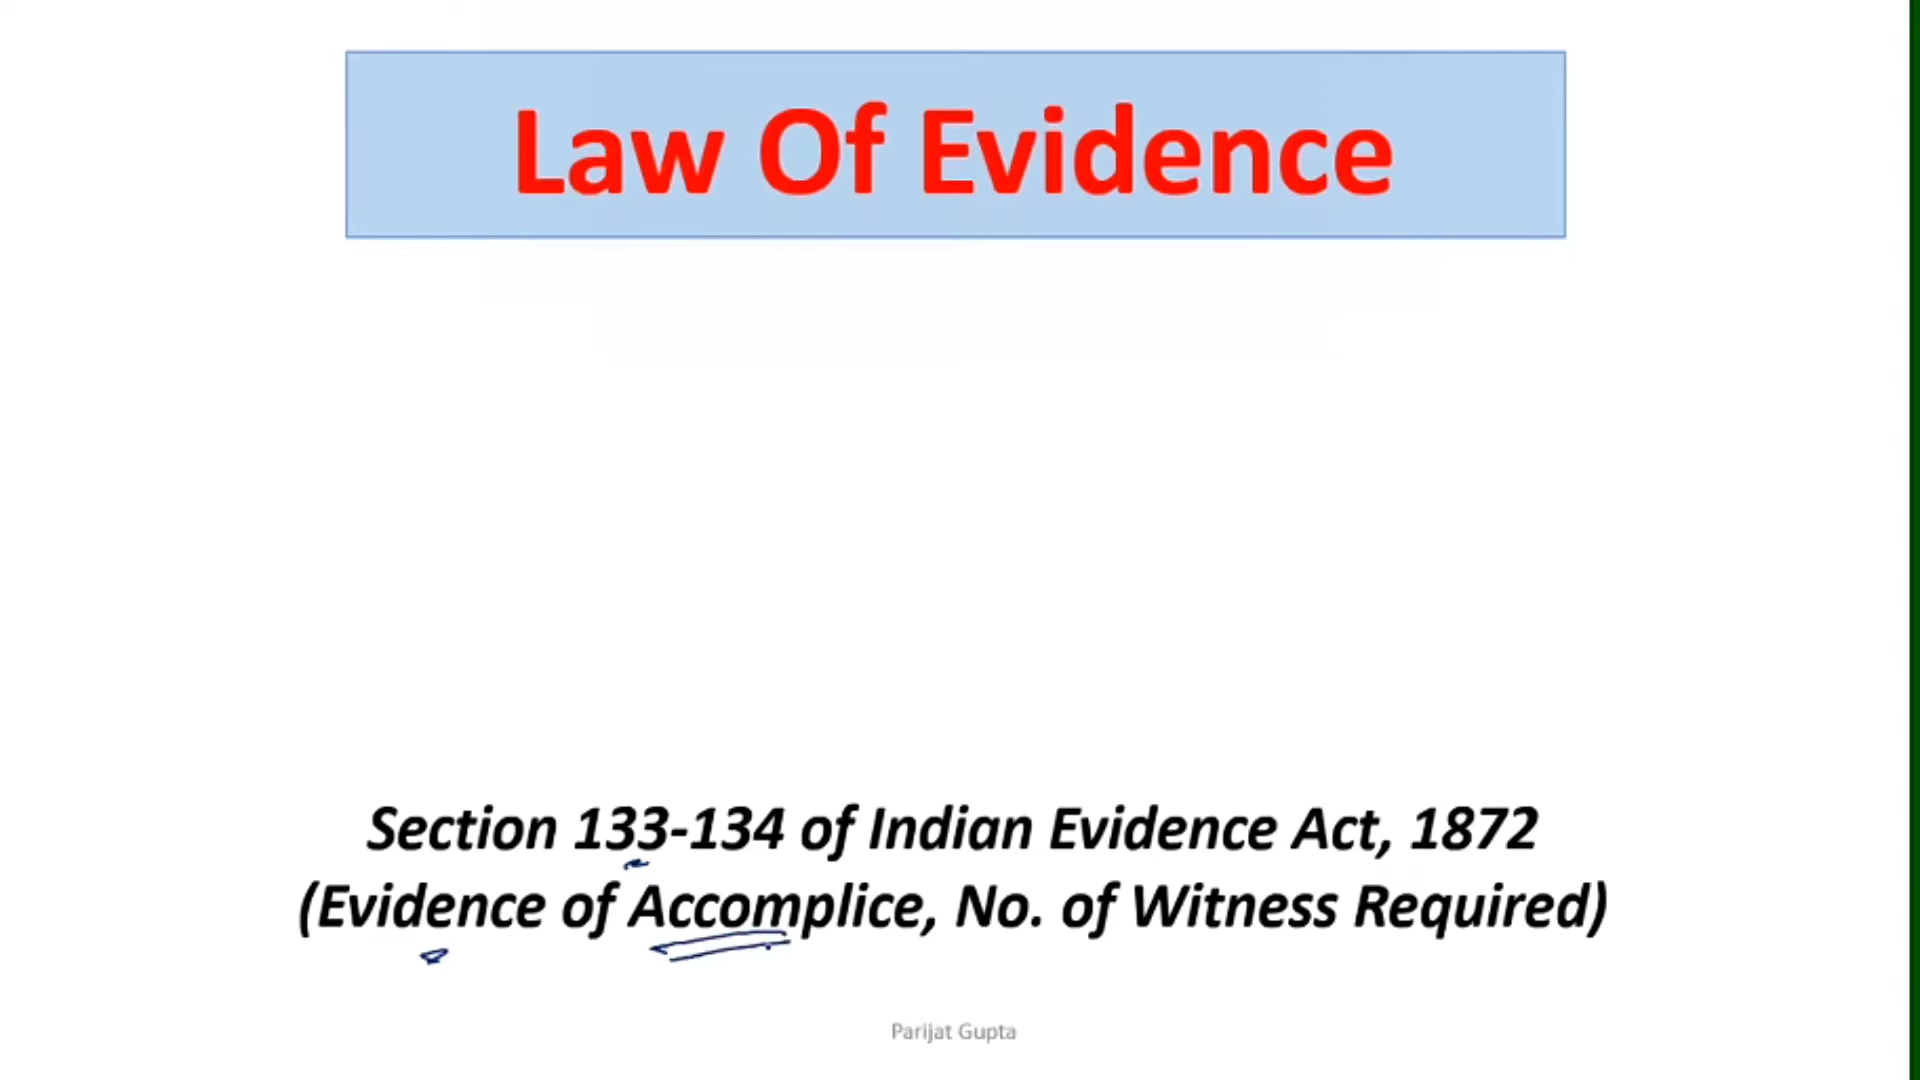 Law Of Evidence
Section 133-134 of Indian Evidence Act, 1872
(Evidence of Accomplice, No. of Witness Required)
Parijat Gupta